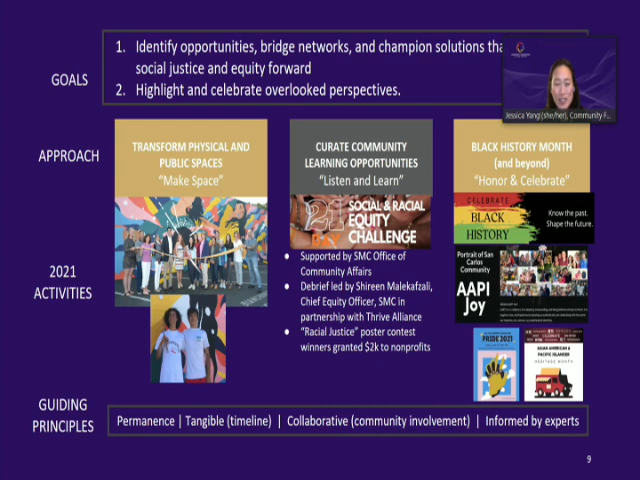 GOALS
1. Identify opportunities, bridge networks, and champion solutions tha
social justice and equity forward
2. Highlight and celebrate overlooked perspectives.
Jessica Yang (she/her), Community F...
APPROACH
TRANSFORM PHYSICAL AND
PUBLIC SPACES
“Make Space”
CURATE COMMUNITY
LEARNING OPPORTUNITIES
“Listen and Learn”
BLACK HISTORY MONTH
(and beyond)
“Honor & Celebrate”
2021
ACTIVITIES
21
DAY
SOCIAL & RACIAL
EQUITY
CHALLENGE
● Supported by SMC Office of
Community Affairs
● Debrief led by Shireen Malekafzali,
Chief Equity Officer, SMC in
partnership with Thrive Alliance
● “Racial Justice” poster contest
winners granted $2k to nonprofits
CELEBRATE
BLACK
HISTORY
Know the past.
Shape the future.
Portrait of San
Carlos
Community
AAPI
Joy
PRIDE 2021
ASIAN AMERICAN &
PACIFIC ISLANDER
HERITAGE MONTH
GUIDING
PRINCIPLES
Permanence | Tangible (timeline) | Collaborative (community involvement) | Informed by experts
9